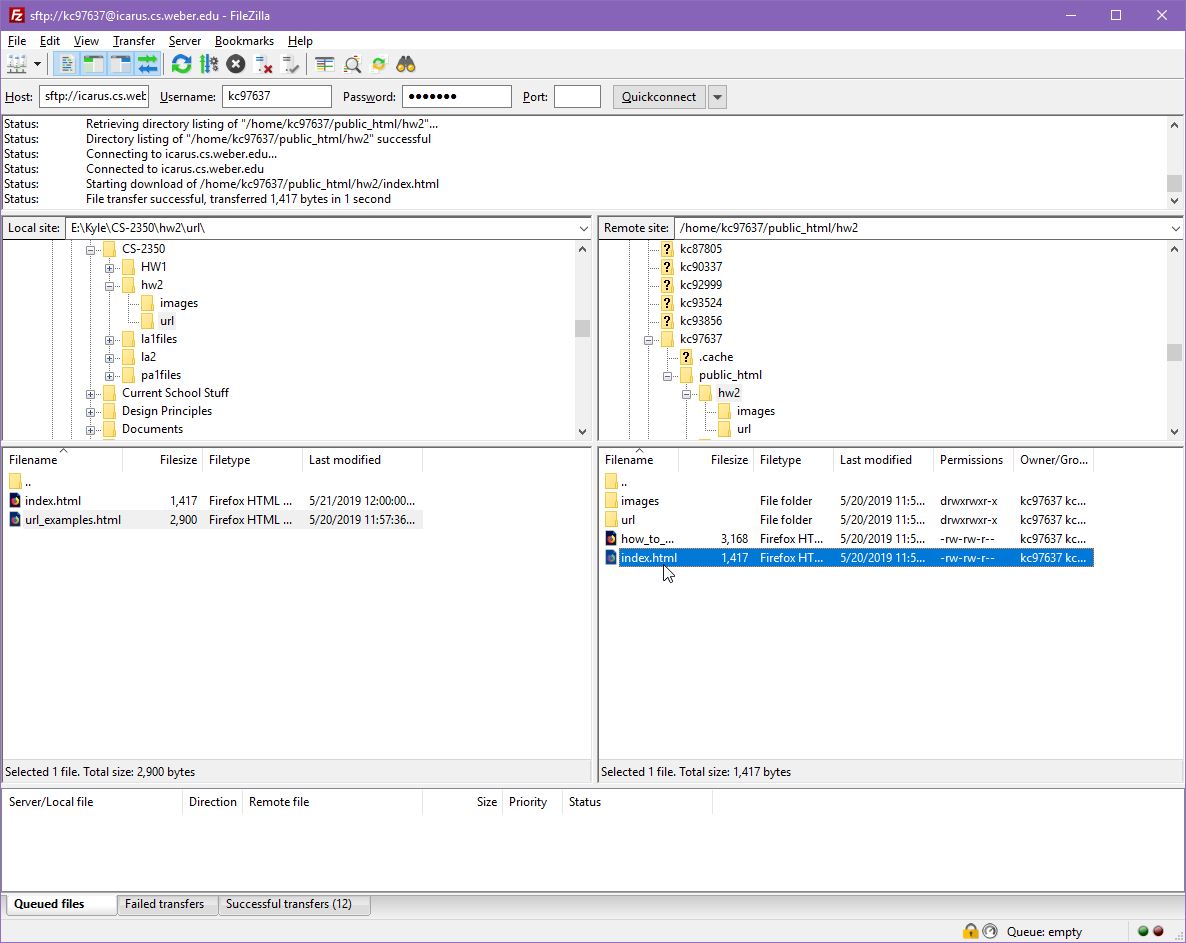 sftp://kc97637@icarus.cs.weber.edu - FileZilla
File Edit View Transfer Server Bookmarks Help
Host: sftp://icarus.cs.web Username: kc97637 Password: ●●●●●●● Port: Quickconnect
Status: Retrieving directory listing of "/home/kc97637/public_html/hw2"...
Status: Directory listing of "/home/kc97637/public_html/hw2" successful
Status: Connecting to icarus.cs.weber.edu...
Status: Connected to icarus.cs.weber.edu
Status: Starting download of /home/kc97637/public_html/hw2/index.html
Status: File transfer successful, transferred 1,417 bytes in 1 second
Local site: E:\Kyle\CS-2350\hw2\url\
CS-2350
HW1
hw2
images
url
la1files
la2
pa1files
Current School Stuff
Design Principles
Documents
Remote site: /home/kc97637/public_html/hw2
? kc87805
? kc90337
? kc92999
? kc93524
? kc93856
kc97637
? .cache
public_html
hw2
images
url
Filename Filesize Filetype Last modified
..
index.html 1,417 Firefox HTML ... 5/21/2019 12:00:00...
url_examples.html 2,900 Firefox HTML ... 5/20/2019 11:57:36...
Selected 1 file. Total size: 2,900 bytes
Filename Filesize Filetype Last modified Permissions Owner/Gro...
..
images File folder 5/20/2019 11:5... drwxrwxr-x kc97637 kc...
url File folder 5/20/2019 11:5... drwxrwxr-x kc97637 kc...
how_to_... 3,168 Firefox HT... 5/20/2019 11:5... -rw-rw-r-- kc97637 kc...
index.html 1,417 Firefox HT... 5/20/2019 11:5... -rw-rw-r-- kc97637 kc...
Selected 1 file. Total size: 1,417 bytes
Server/Local file Direction Remote file Size Priority Status
Queued files Failed transfers Successful transfers (12)
Queue: empty